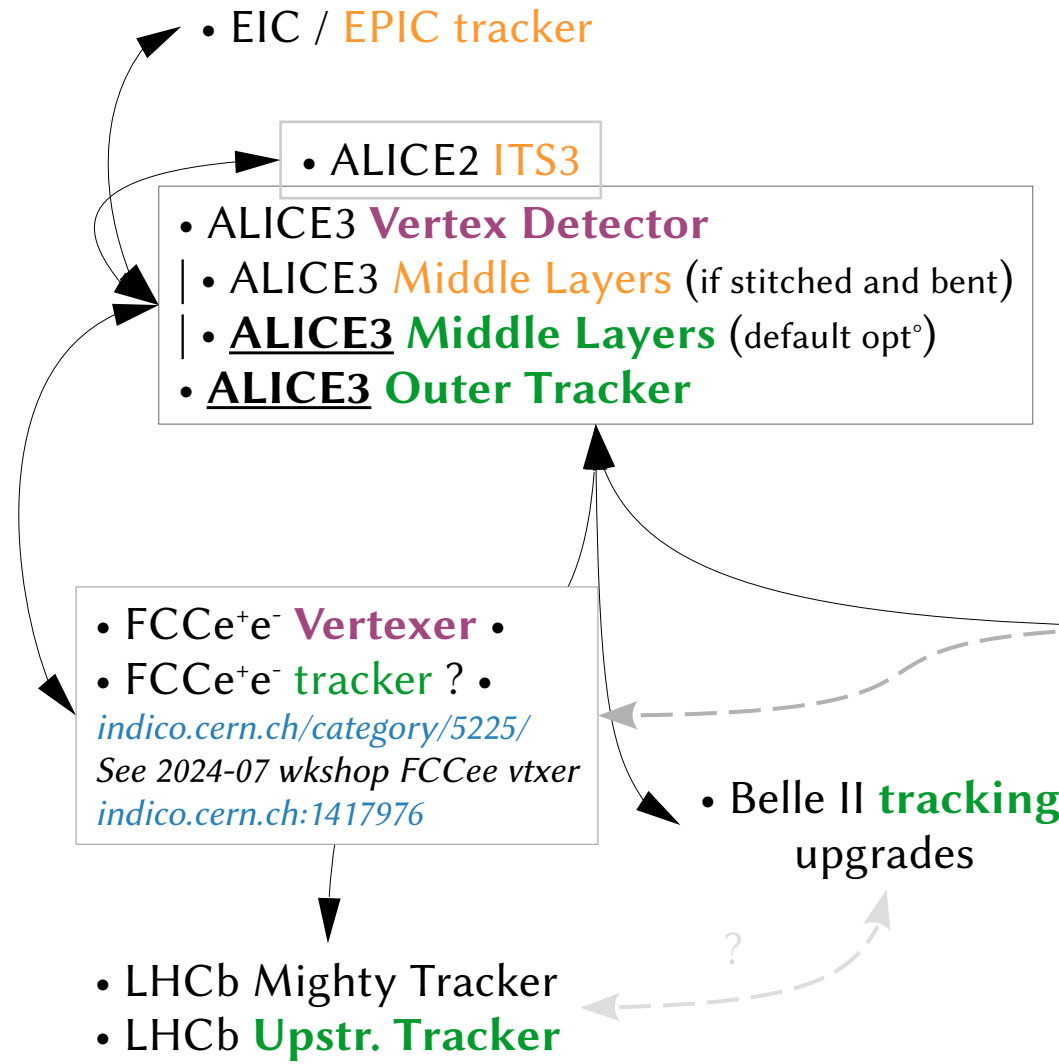 • EIC / EPIC tracker
• ALICE2 ITS3
• ALICE3 Vertex Detector
| • ALICE3 Middle Layers (if stitched and bent)
| • ALICE3 Middle Layers (default opt°)
• ALICE3 Outer Tracker
• FCCe⁺e⁻ Vertexer •
• FCCe⁺e⁻ tracker ? •
indico.cern.ch/category/5225/
See 2024-07 wkshop FCCee vtxer
indico.cern.ch:1417976
• Belle II tracking
upgrades
?
• LHCb Mighty Tracker
• LHCb Upstr. Tracker